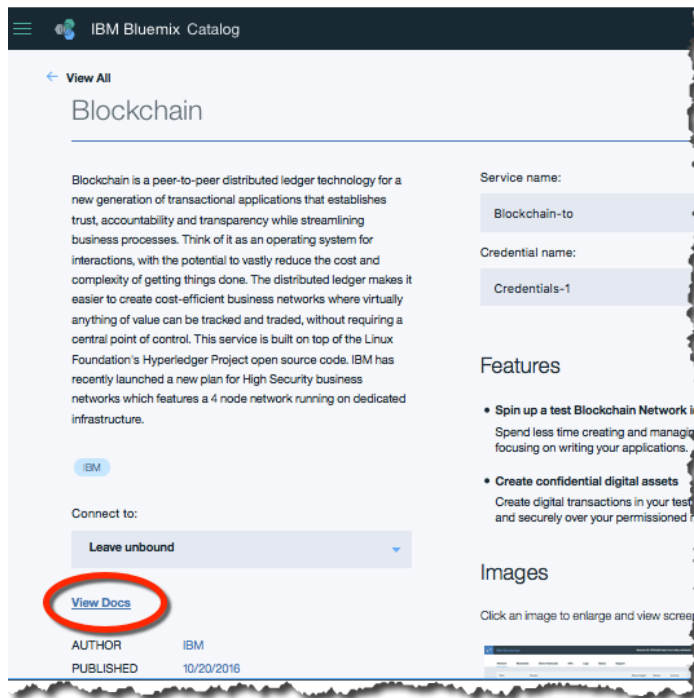 IBM Bluemix Catalog
← View All
Blockchain
Blockchain is a peer-to-peer distributed ledger technology for a
new generation of transactional applications that establishes
trust, accountability and transparency while streamlining
business processes. Think of it as an operating system for
interactions, with the potential to vastly reduce the cost and
complexity of getting things done. The distributed ledger makes it
easier to create cost-efficient business networks where virtually
anything of value can be tracked and traded, without requiring a
central point of control. This service is built on top of the Linux
Foundation's Hyperledger Project open source code. IBM has
recently launched a new plan for High Security business
networks which features a 4 node network running on dedicated
infrastructure.
IBM
Connect to:
Leave unbound
View Docs
AUTHOR IBM
PUBLISHED 10/20/2016
Service name:
Blockchain-to
Credential name:
Credentials-1
Features
• Spin up a test Blockchain Network
Spend less time creating and managing
focusing on writing your applications.
• Create confidential digital assets
Create digital transactions in your test
and securely over your permissioned
Images
Click an image to enlarge and view